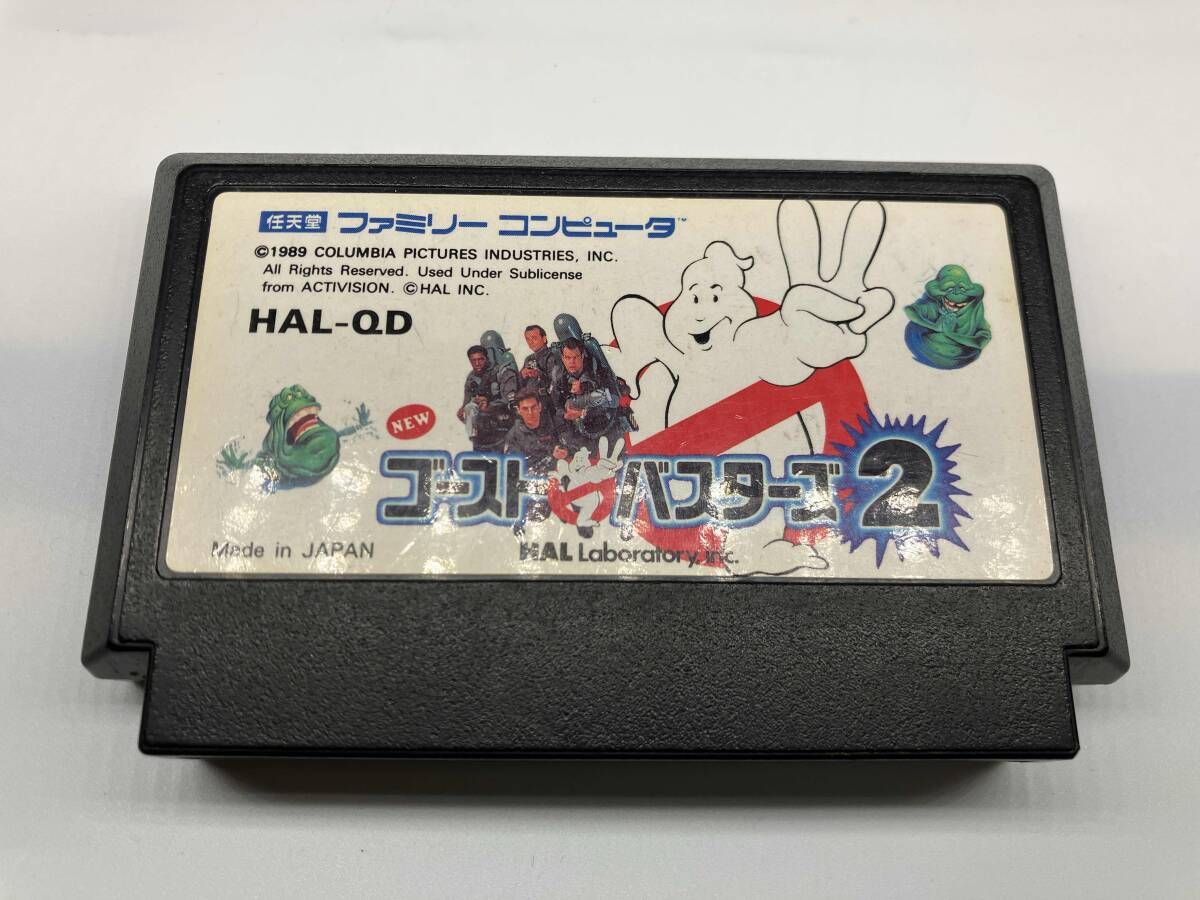 任天堂 ファミリー コンピュータ™
©1989 COLUMBIA PICTURES INDUSTRIES, INC.
All Rights Reserved. Used Under Sublicense
from ACTIVISION. ©HAL INC.
HAL-QD
NEW
ゴーストバスターズ2
Made in JAPAN
HAL Laboratory, inc.